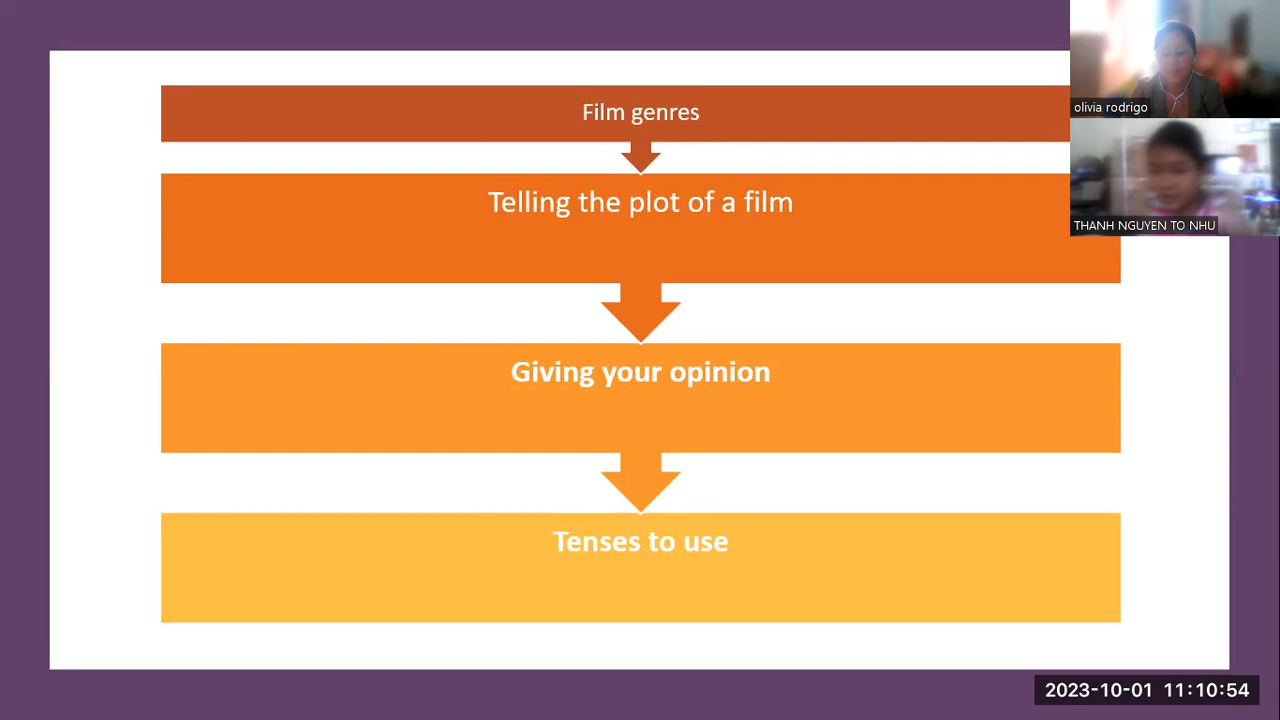 Film genres
olivia rodrigo
Telling the plot of a film
THANH NGUYEN TO NHU
Giving your opinion
Tenses to use
2023-10-01 11:10:54